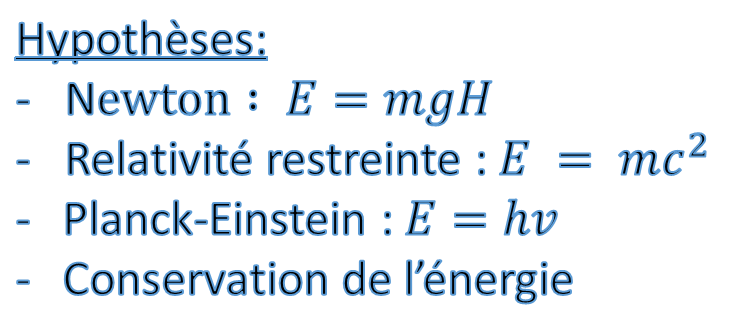 Hypothèses:
- Newton : E = mgH
- Relativité restreinte : E = mc²
- Planck-Einstein : E = hν
- Conservation de l'énergie